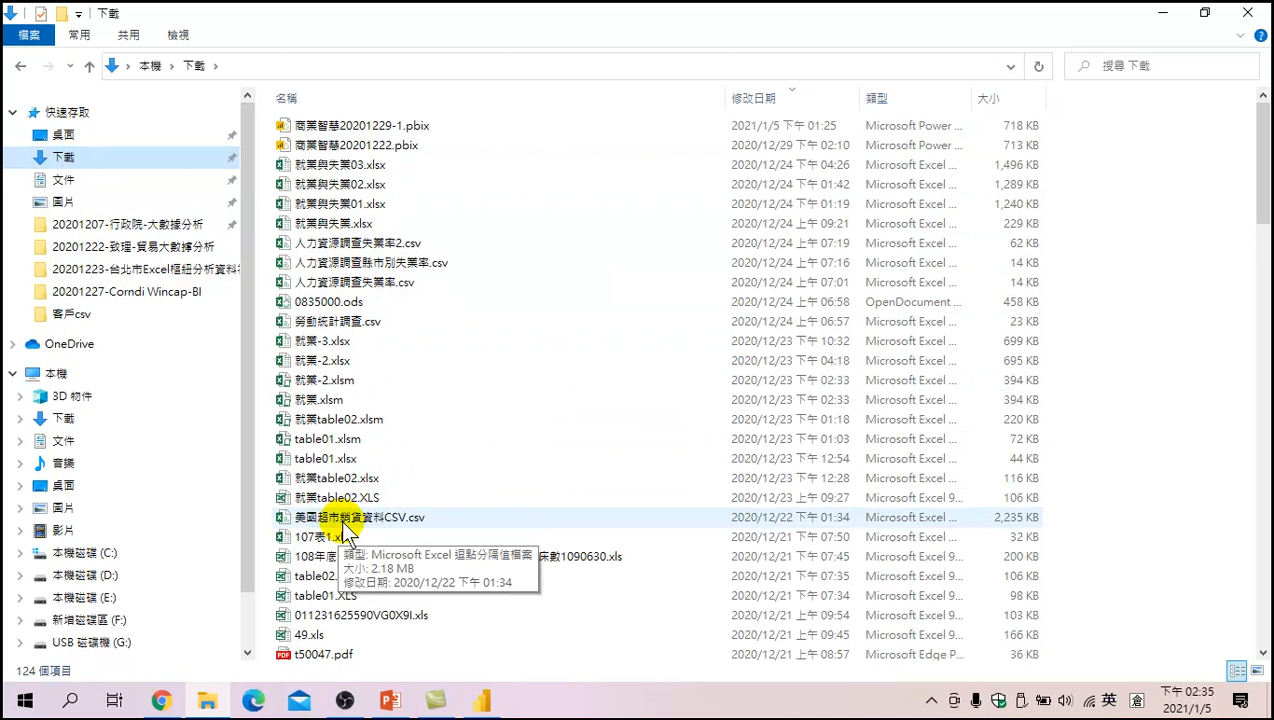 下載
檔案 常用 共用 檢視
本機 下載 搜尋 下載
名稱 修改日期 類型 大小
快速存取
桌面
下載
文件
圖片
20201207-行政院-大數據分析
20201222-致理-貿易大數據分析
20201223-台北市Excel樞紐分析資料視
20201227-Corndi Wincap-BI
客戶csv
OneDrive
本機
3D 物件
下載
文件
音樂
桌面
圖片
影片
本機磁碟 (C:)
本機磁碟 (D:)
本機磁碟 (E:)
新增磁碟區 (F:)
USB 磁碟機 (G:)
商業智慧20201229-1.pbix 2021/1/5 下午 01:25 Microsoft Power ... 718 KB
商業智慧20201222.pbix 2020/12/29 下午 02:10 Microsoft Power ... 713 KB
就業與失業03.xlsx 2020/12/24 下午 04:26 Microsoft Excel ... 1,496 KB
就業與失業02.xlsx 2020/12/24 下午 01:42 Microsoft Excel ... 1,289 KB
就業與失業01.xlsx 2020/12/24 下午 01:19 Microsoft Excel ... 1,240 KB
就業與失業.xlsx 2020/12/24 上午 09:21 Microsoft Excel ... 229 KB
人力資源調查失業率2.csv 2020/12/24 上午 07:19 Microsoft Excel ... 62 KB
人力資源調查縣市別失業率.csv 2020/12/24 上午 07:16 Microsoft Excel ... 14 KB
人力資源調查失業率.csv 2020/12/24 上午 07:01 Microsoft Excel ... 14 KB
0835000.ods 2020/12/24 上午 06:58 OpenDocument ... 458 KB
勞動統計調查.csv 2020/12/24 上午 06:57 Microsoft Excel ... 23 KB
就業-3.xlsx 2020/12/23 下午 10:32 Microsoft Excel ... 699 KB
就業-2.xlsx 2020/12/23 下午 04:18 Microsoft Excel ... 695 KB
就業-2.xlsm 2020/12/23 下午 02:33 Microsoft Excel ... 394 KB
就業.xlsm 2020/12/23 下午 02:33 Microsoft Excel ... 394 KB
就業table02.xlsm 2020/12/23 下午 01:18 Microsoft Excel ... 220 KB
table01.xlsm 2020/12/23 下午 01:03 Microsoft Excel ... 72 KB
table01.xlsx 2020/12/23 下午 12:54 Microsoft Excel ... 44 KB
就業table02.xlsx 2020/12/23 下午 12:28 Microsoft Excel ... 116 KB
就業table02.XLS 2020/12/23 上午 09:27 Microsoft Excel 9... 106 KB
美國超市銷貨資料CSV.csv 2020/12/22 下午 01:34 Microsoft Excel ... 2,235 KB
107表1.xl 2020/12/22 上午 07:50 Microsoft Excel 9... 32 KB
108年底 床數1090630.xls 2020/12/22 上午 07:45 Microsoft Excel 9... 200 KB
table02. 2020/12/22 上午 07:35 Microsoft Excel 9... 106 KB
table01.XLS 2020/12/22 上午 07:34 Microsoft Excel 9... 98 KB
011231625590VG0X9I.xls 2020/12/21 上午 09:54 Microsoft Excel 9... 103 KB
49.xls 2020/12/21 上午 09:45 Microsoft Excel 9... 166 KB
t50047.pdf 2020/12/21 上午 08:57 Microsoft Edge P... 36 KB
類型: Microsoft Excel 逗點分隔值檔案
大小: 2.18 MB
修改日期: 2020/12/22 下午 01:34
124 個項目
英 倉 下午 02:35
2021/1/5